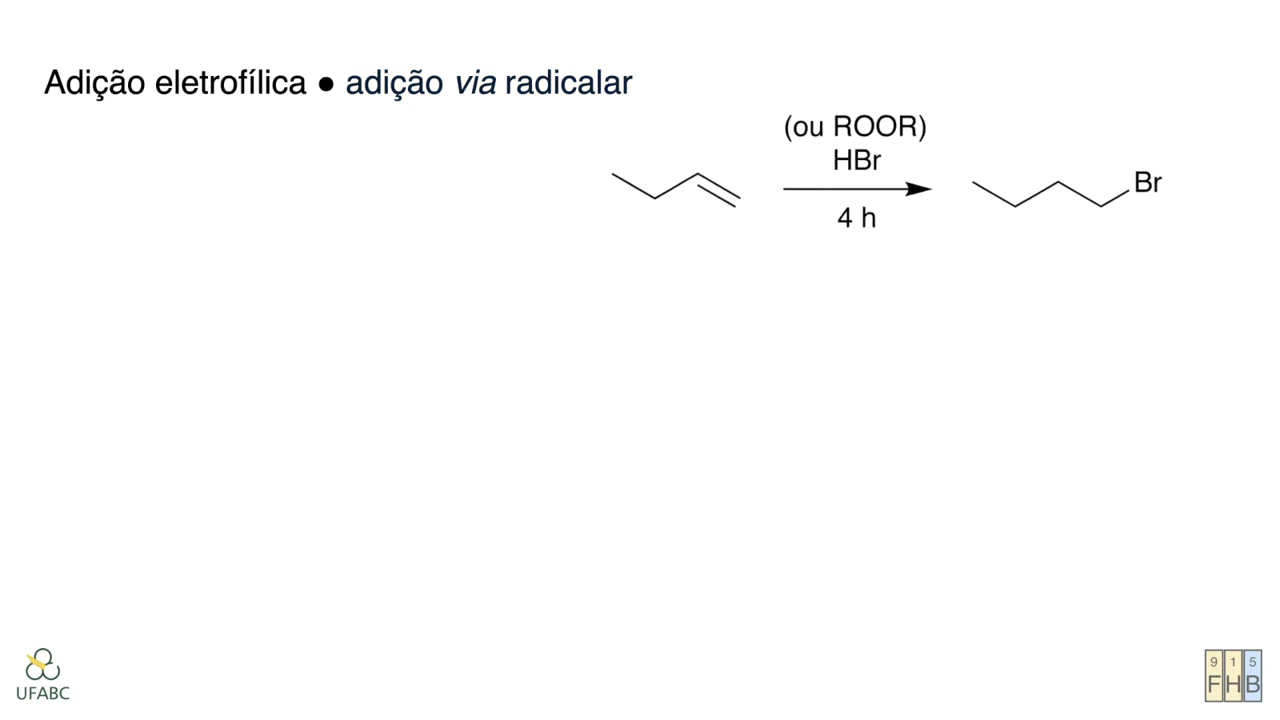 Adição eletrofílica ● adição via radicalar
(ou ROOR)
HBr
4 h
Br
UFABC
9 1 5
F H B